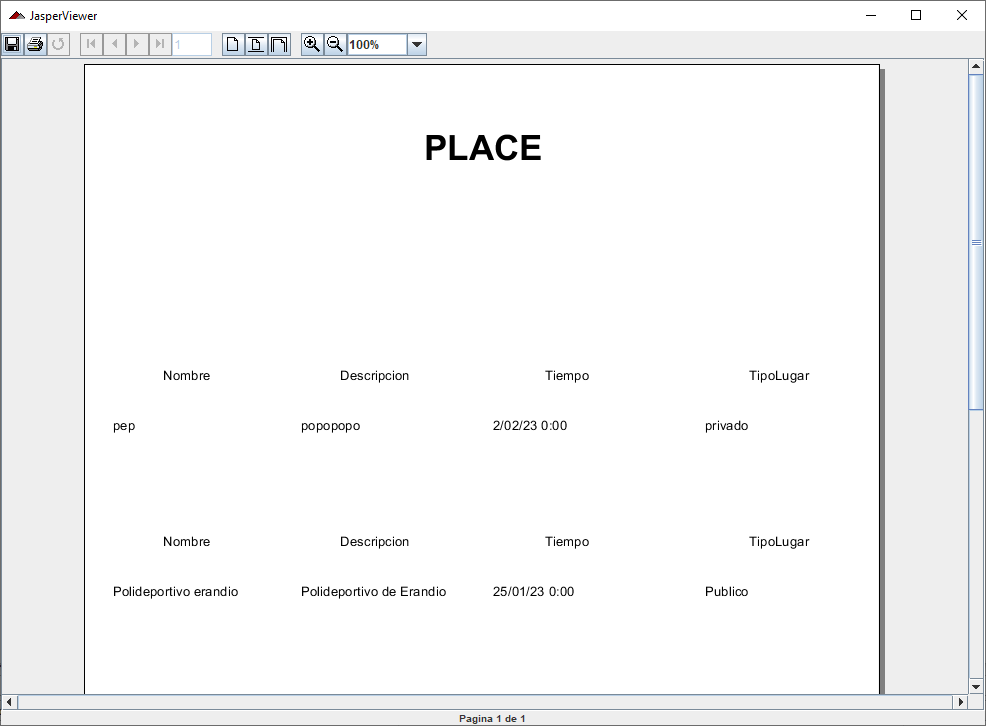 JasperViewer
1
100%
PLACE
Nombre Descripcion Tiempo TipoLugar
pep popopopo 2/02/23 0:00 privado
Nombre Descripcion Tiempo TipoLugar
Polideportivo erandio Polideportivo de Erandio 25/01/23 0:00 Publico
Pagina 1 de 1